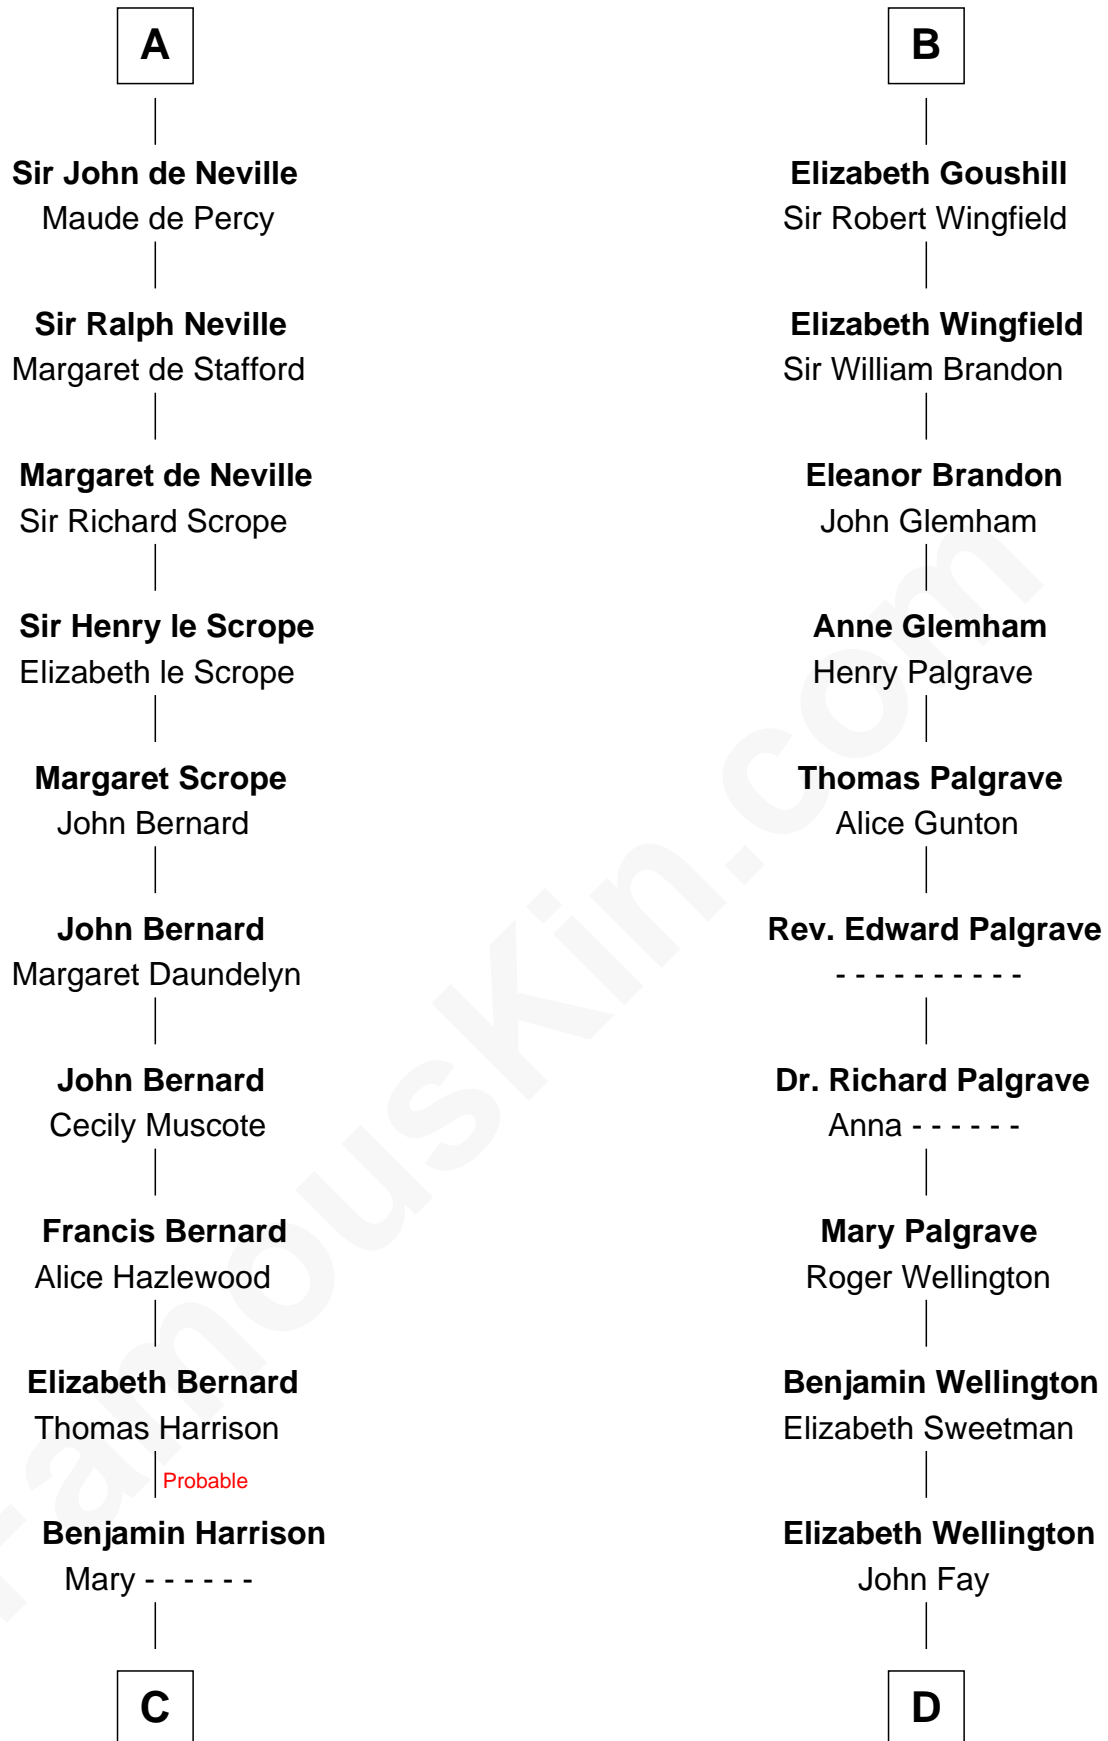 A
Sir John de Neville
Maude de Percy
Sir Ralph Neville
Margaret de Stafford
Margaret de Neville
Sir Richard Scrope
Sir Henry le Scrope
Elizabeth le Scrope
Margaret Scrope
John Bernard
John Bernard
Margaret Daundelyn
John Bernard
Cecily Muscote
Francis Bernard
Alice Hazlewood
Elizabeth Bernard
Thomas Harrison
Probable
Benjamin Harrison
Mary - - - - - -
C
B
Elizabeth Goushill
Sir Robert Wingfield
Elizabeth Wingfield
Sir William Brandon
Eleanor Brandon
John Glemham
Anne Glemham
Henry Palgrave
Thomas Palgrave
Alice Gunton
Rev. Edward Palgrave
- - - - - - - - - -
Dr. Richard Palgrave
Anna - - - - - -
Mary Palgrave
Roger Wellington
Benjamin Wellington
Elizabeth Sweetman
Elizabeth Wellington
John Fay
D
FamousKin.com